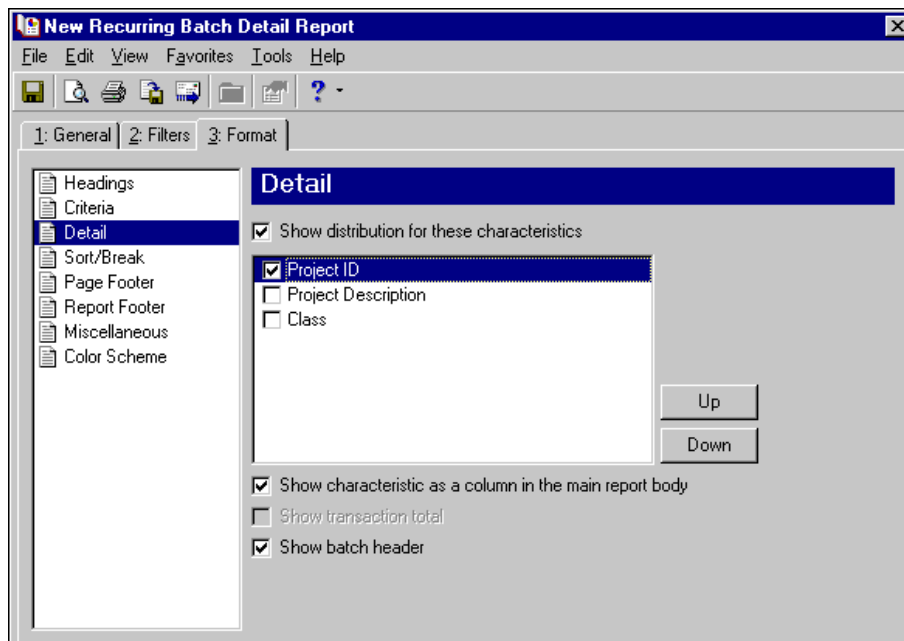 New Recurring Batch Detail Report
File Edit View Favorites Tools Help
1: General 2: Filters 3: Format
Headings
Criteria
Detail
Sort/Break
Page Footer
Report Footer
Miscellaneous
Color Scheme
Detail
Show distribution for these characteristics
Project ID
Project Description
Class
Up
Down
Show characteristic as a column in the main report body
Show transaction total
Show batch header